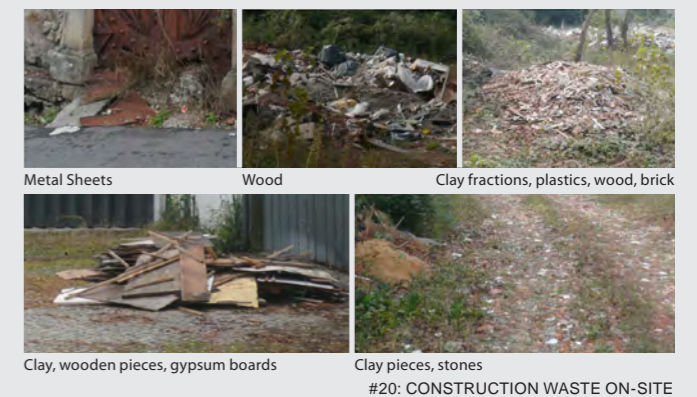 Metal Sheets
Wood
Clay fractions, plastics, wood, brick
Clay, wooden pieces, gypsum boards
Clay pieces, stones
#20: CONSTRUCTION WASTE ON-SITE